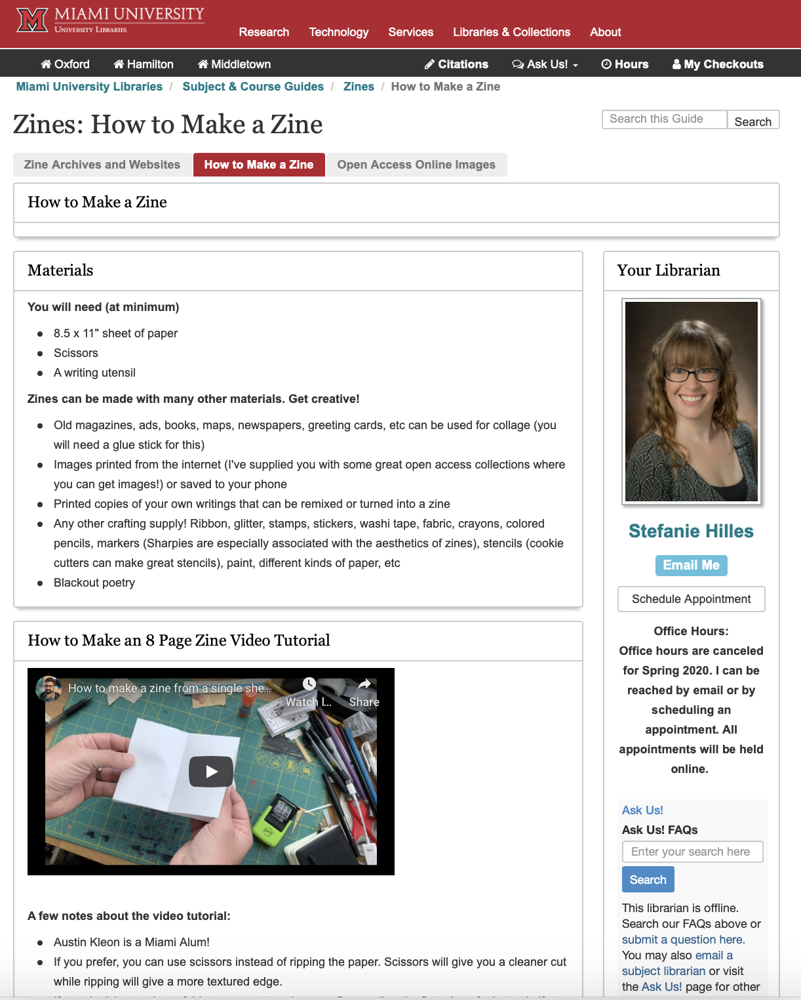 MIAMI UNIVERSITY
UNIVERSITY LIBRARIES
Research Technology Services Libraries & Collections About
Oxford Hamilton Middletown Citations Ask Us! Hours My Checkouts
Miami University Libraries / Subject & Course Guides / Zines / How to Make a Zine
Zines: How to Make a Zine
Search this Guide Search
Zine Archives and Websites How to Make a Zine Open Access Online Images
How to Make a Zine
Materials
You will need (at minimum)
8.5 x 11" sheet of paper
Scissors
A writing utensil
Zines can be made with many other materials. Get creative!
Old magazines, ads, books, maps, newspapers, greeting cards, etc can be used for collage (you
will need a glue stick for this)
Images printed from the internet (I've supplied you with some great open access collections where
you can get images!) or saved to your phone
Printed copies of your own writings that can be remixed or turned into a zine
Any other crafting supply! Ribbon, glitter, stamps, stickers, washi tape, fabric, crayons, colored
pencils, markers (Sharpies are especially associated with the aesthetics of zines), stencils (cookie
cutters can make great stencils), paint, different kinds of paper, etc
Blackout poetry
How to Make an 8 Page Zine Video Tutorial
How to make a zine from a single she...
Watch l... Share
A few notes about the video tutorial:
Austin Kleon is a Miami Alum!
If you prefer, you can use scissors instead of ripping the paper. Scissors will give you a cleaner cut
while ripping will give a more textured edge.
Your Librarian
Stefanie Hilles
Email Me
Schedule Appointment
Office Hours:
Office hours are canceled
for Spring 2020. I can be
reached by email or by
scheduling an
appointment. All
appointments will be held
online.
Ask Us!
Ask Us! FAQs
Enter your search here
Search
This librarian is offline.
Search our FAQs above or
submit a question here.
You may also email a
subject librarian or visit
the Ask Us! page for other